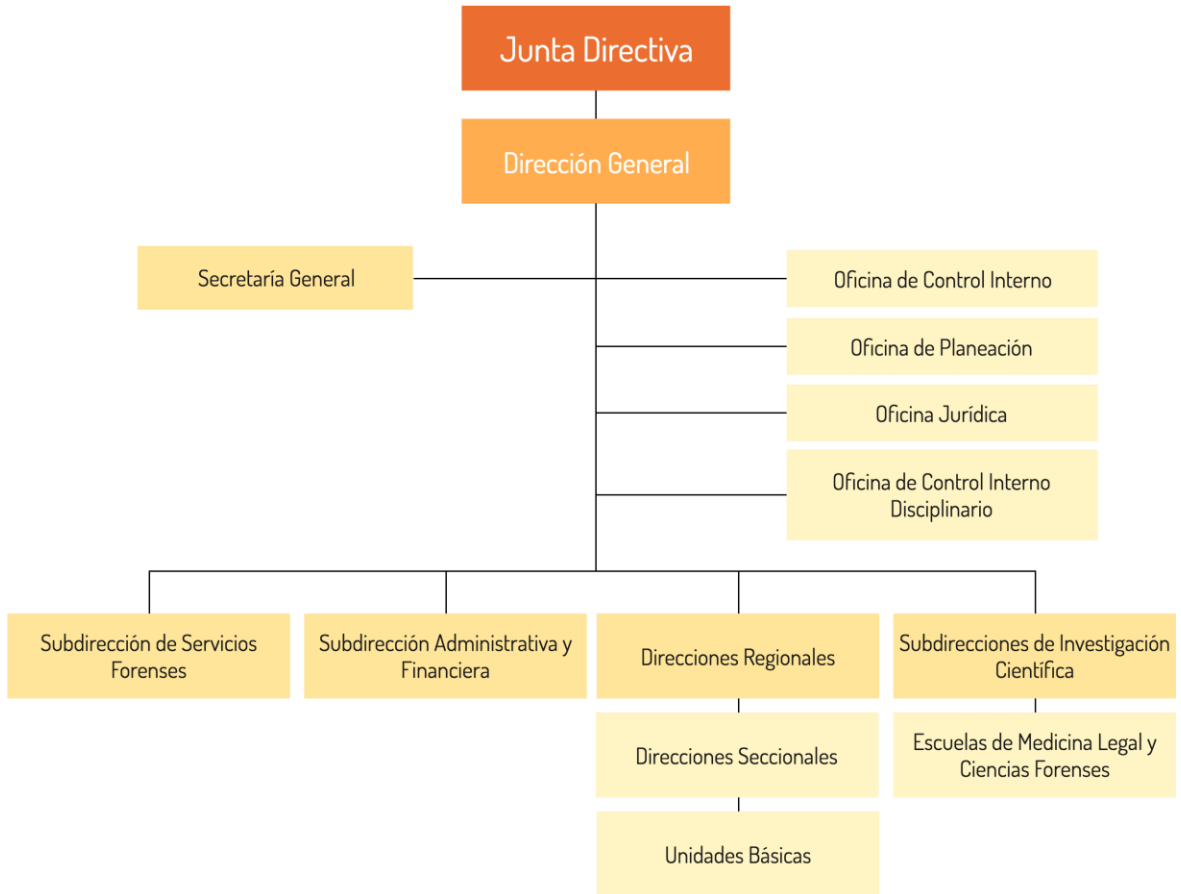 Junta Directiva
Dirección General
Secretaría General
Oficina de Control Interno
Oficina de Planeación
Oficina Jurídica
Oficina de Control Interno
Disciplinario
Subdirección de Servicios
Forenses
Subdirección Administrativa y
Financiera
Direcciones Regionales
Subdirecciones de Investigación
Científica
Direcciones Seccionales
Escuelas de Medicina Legal y
Ciencias Forenses
Unidades Básicas